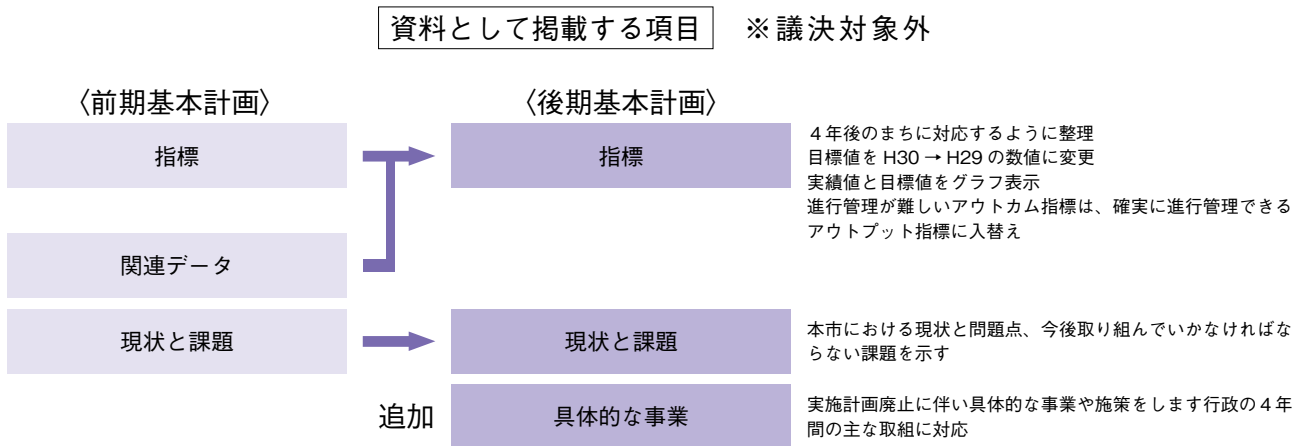 資料として掲載する項目 ※議決対象外
〈前期基本計画〉
〈後期基本計画〉
指標
指標
4年後のまちに対応するように整理
目標値を H30 → H29 の数値に変更
実績値と目標値をグラフ表示
進行管理が難しいアウトカム指標は、確実に進行管理できる
アウトプット指標に入替え
関連データ
現状と課題
現状と課題
本市における現状と問題点、今後取り組んでいかなければな
らない課題を示す
追加
具体的な事業
実施計画廃止に伴い具体的な事業や施策をします行政の4年
間の主な取組に対応